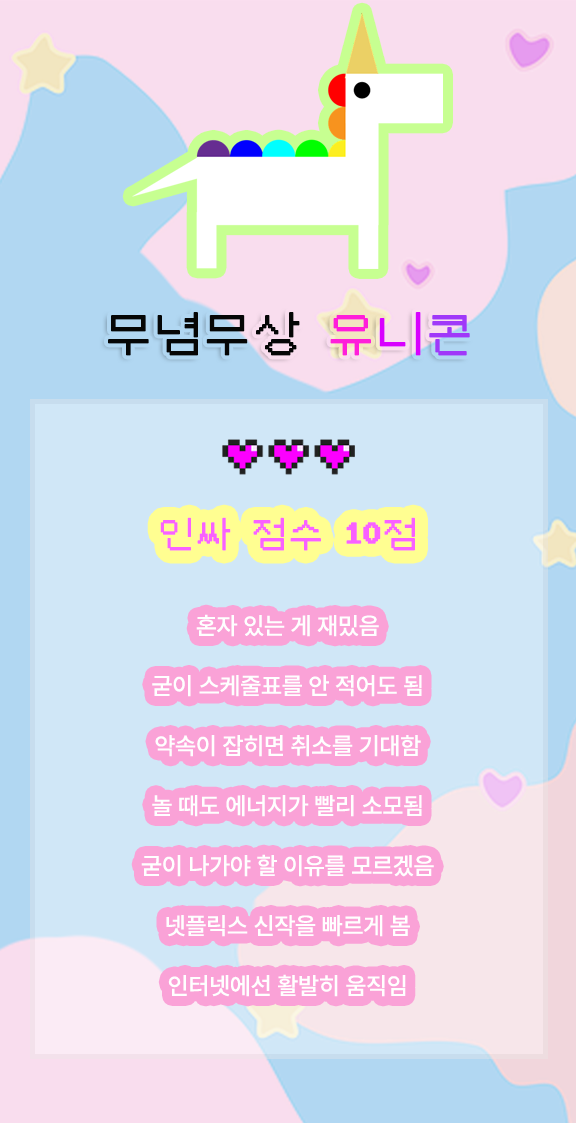 무념무상 유니콘
인싸 점수 10점
혼자 있는 게 재밌음
굳이 스케줄표를 안 적어도 됨
약속이 잡히면 취소를 기대함
놀 때도 에너지가 빨리 소모됨
굳이 나가야 할 이유를 모르겠음
넷플릭스 신작을 빠르게 봄
인터넷에선 활발히 움직임